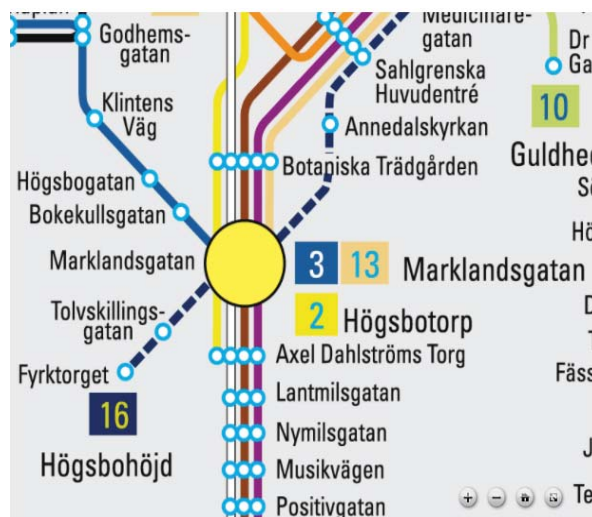 Godhems-
gatan
Medicinare-
gatan
Sahlgrenska
Huvudentré
Dr
Klintens
Väg
10
Annedalskyrkan
Botaniska Trädgården
Högsbogatan
Bokekullsgatan
Marklandsgatan
3 13 Marklandsgatan
2 Högsbotorp
Tolvskillings-
gatan
Axel Dahlströms Torg
Fyrktorget
Lantmilsgatan
16
Nymilsgatan
Högsbohöjd
Musikvägen
Positivgatan